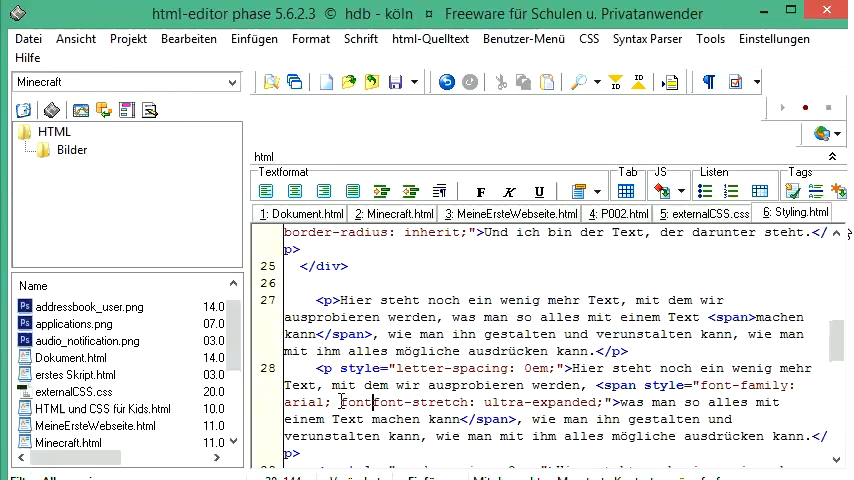 html-editor phase 5.6.2.3 © hdb - köln ¤ Freeware für Schulen u. Privatanwender
Datei Ansicht Projekt Bearbeiten Einfügen Format Schrift html-Quelltext Benutzer-Menü CSS Syntax Parser Tools Einstellungen
Hilfe
Minecraft
HTML
Bilder
html
Textformat Tab JS Listen Tags
F K U
1: Dokument.html 2: Minecraft.html 3: MeineErsteWebseite.html 4: P002.html 5: externalCSS.css 6: Styling.html
border-radius: inherit;">Und ich bin der Text, der darunter steht.</
p>
25 </div>
26
27 <p>Hier steht noch ein wenig mehr Text, mit dem wir
ausprobieren werden, was man so alles mit einem Text <span>machen
kann</span>, wie man ihn gestalten und verunstalten kann, wie man
mit ihm alles mögliche ausdrücken kann.</p>
28 <p style="letter-spacing: 0em;">Hier steht noch ein wenig mehr
Text, mit dem wir ausprobieren werden, <span style="font-family:
arial; fontfont-stretch: ultra-expanded;">was man so alles mit
einem Text machen kann</span>, wie man ihn gestalten und
verunstalten kann, wie man mit ihm alles mögliche ausdrücken kann.</
p>
Name
addressbook_user.png 14.0
applications.png 07.0
audio_notification.png 07.0
Dokument.html 14.0
erstes Skript.html 11.0
externalCSS.css 20.0
HTML und CSS für Kids.html 10.0
MeineErsteWebseite.html 11.0
Minecraft.html 11.0